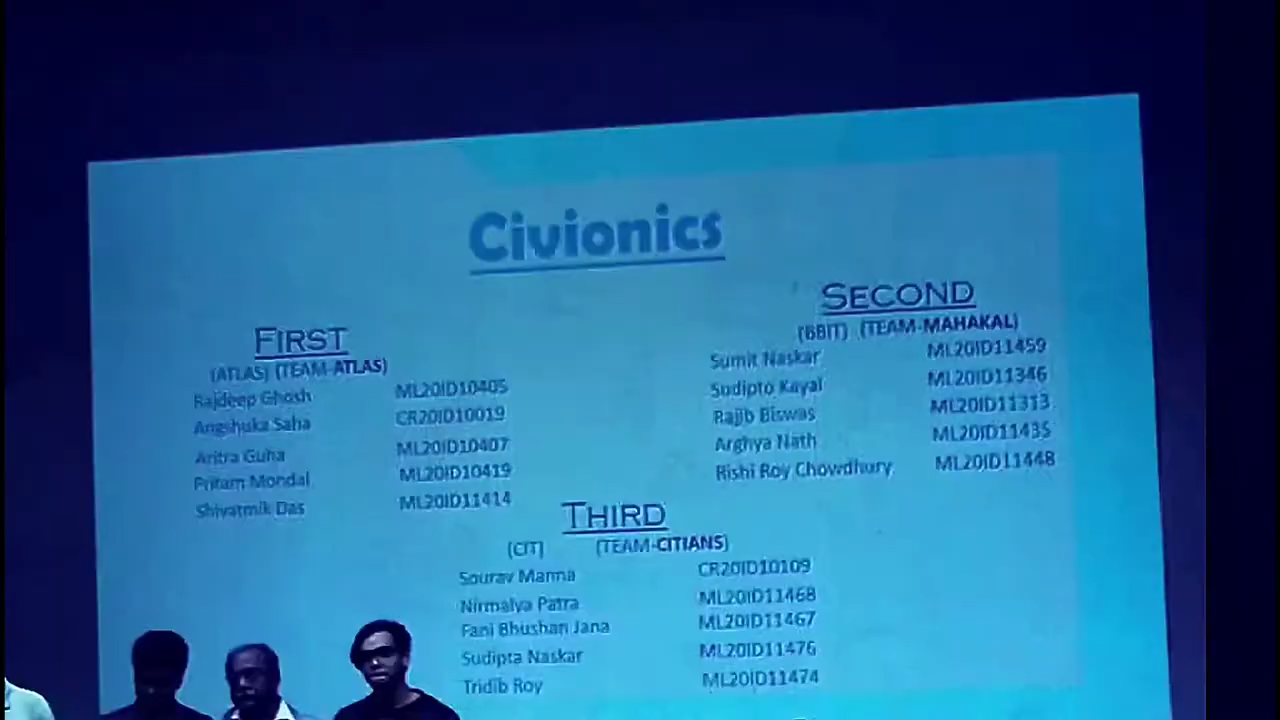 Civionics
FIRST
(ATLAS) (TEAM-ATLAS)
Rajdeep Ghosh ML20ID10405
Angshuka Saha CR20ID10019
Aritra Guha ML20ID10407
Pritam Mondal ML20ID10419
Shivatmik Das ML20ID11414
SECOND
(BBIT) (TEAM-MAHAKAL)
Sumit Naskar ML20ID11459
Sudipto Kayal ML20ID11346
Rajib Biswas ML20ID11313
Arghya Nath ML20ID11435
Rishi Roy Chowdhury ML20ID11448
THIRD
(CIT) (TEAM-CITIANS)
Sourav Manna CR20ID10109
Nirmalya Patra ML20ID11468
Fani Bhushan Jana ML20ID11467
Sudipta Naskar ML20ID11476
Tridib Roy ML20ID11474